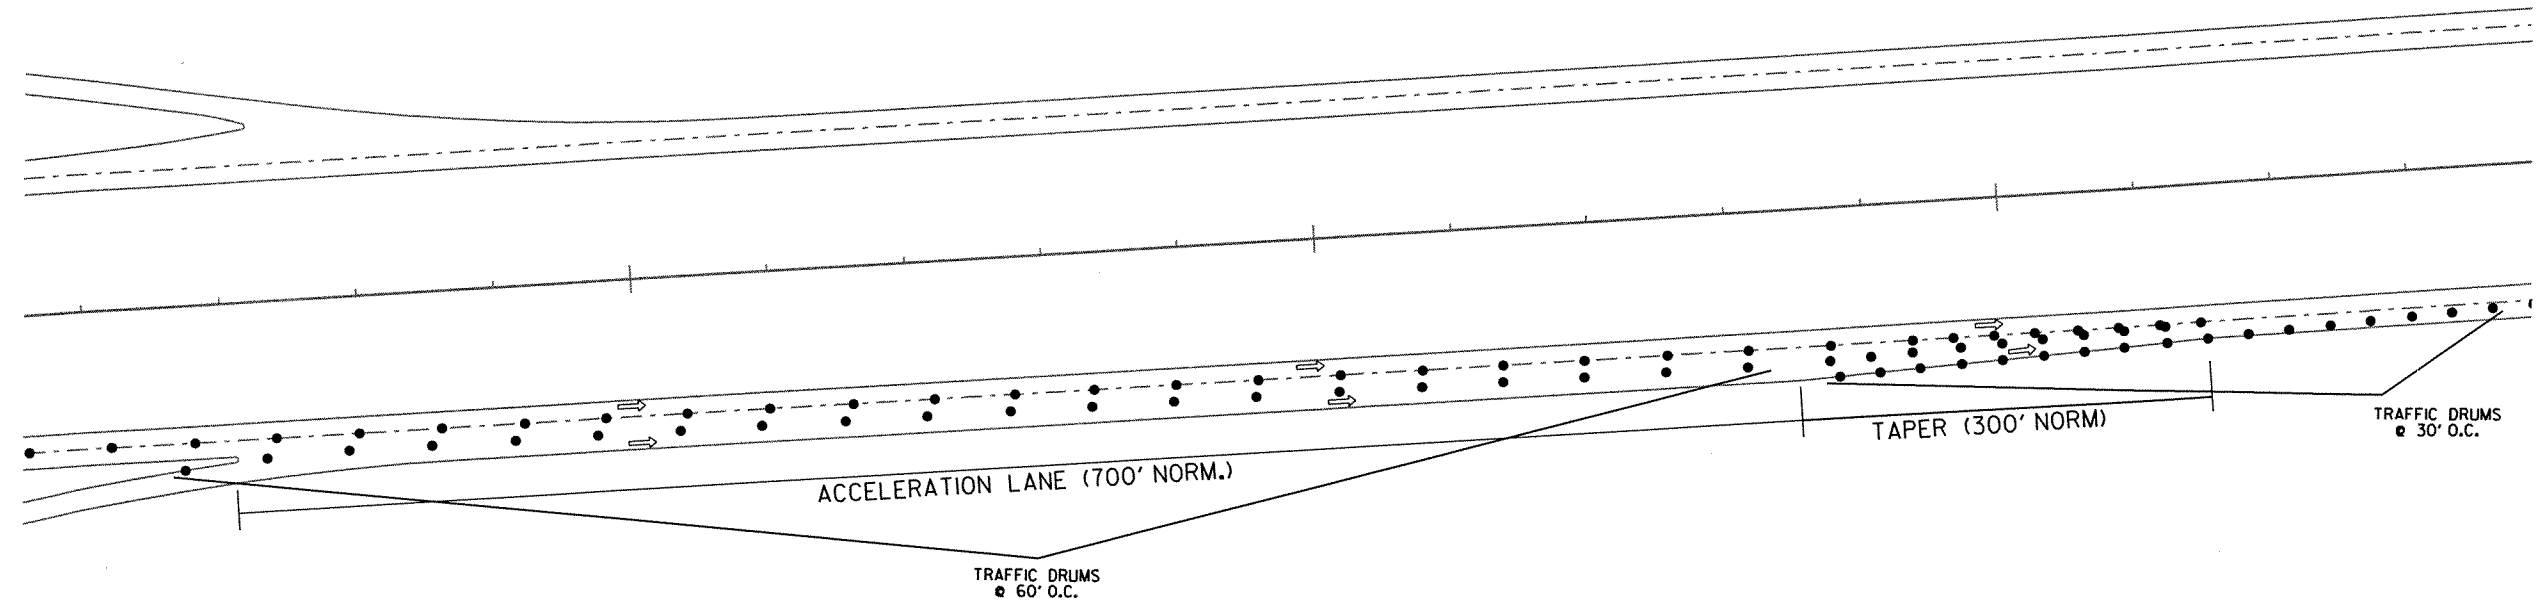 TAPER (300' NORM)
TRAFFIC DRUMS
@ 30' O.C.
ACCELERATION LANE (700' NORM.)
TRAFFIC DRUMS
@ 60' O.C.